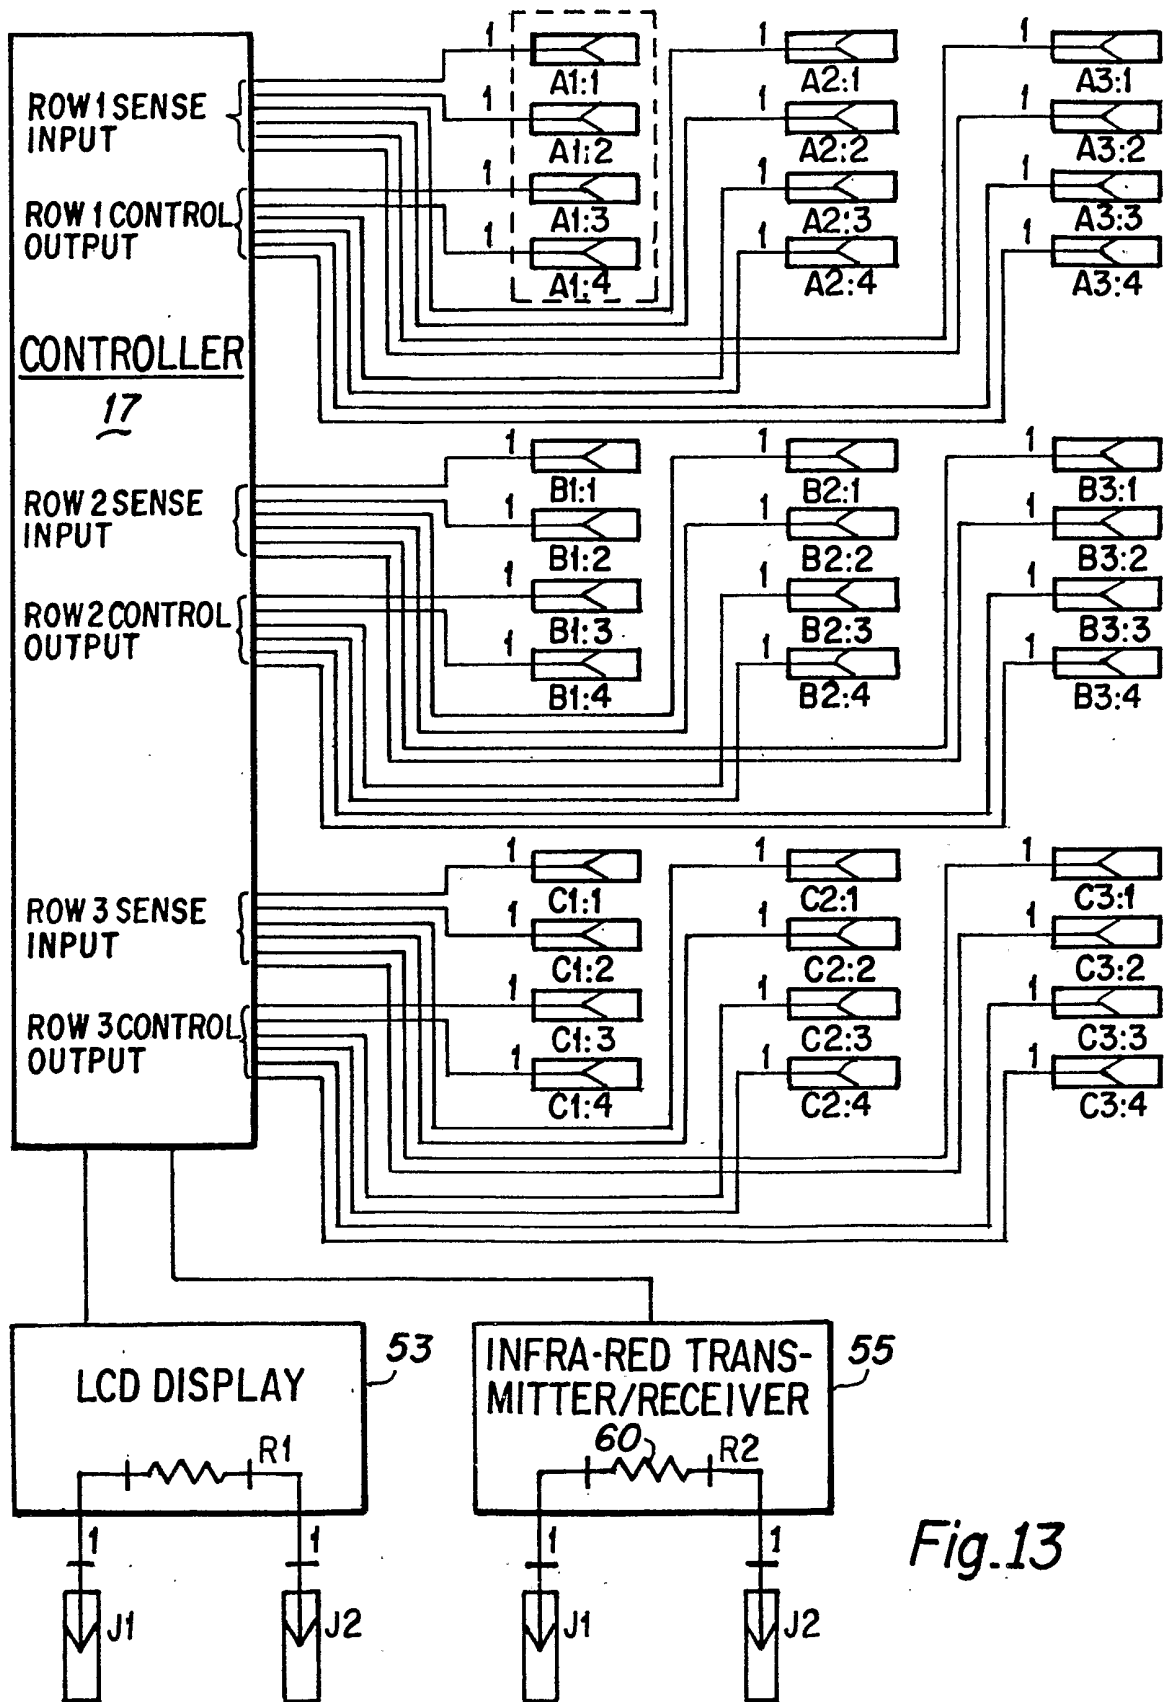 1 1 1
A1:1 A2:1 A3:1
ROW 1 SENSE
INPUT
1 1 1
A1:2 A2:2 A3:2
1 1 1
A1:3 A2:3 A3:3
ROW 1 CONTROL
OUTPUT
1 1 1
A1:4 A2:4 A3:4
CONTROLLER
17
1 1 1
B1:1 B2:1 B3:1
ROW 2 SENSE
INPUT
1 1 1
B1:2 B2:2 B3:2
1 1 1
B1:3 B2:3 B3:3
ROW 2 CONTROL
OUTPUT
1 1 1
B1:4 B2:4 B3:4
1 1 1
C1:1 C2:1 C3:1
ROW 3 SENSE
INPUT
1 1 1
C1:2 C2:2 C3:2
1 1 1
C1:3 C2:3 C3:3
ROW 3 CONTROL
OUTPUT
1 1 1
C1:4 C2:4 C3:4
LCD DISPLAY
53
R1
1 1
J1 J2
INFRA-RED TRANS-
MITTER/RECEIVER
55
60 R2
1 1
J1 J2
Fig. 13